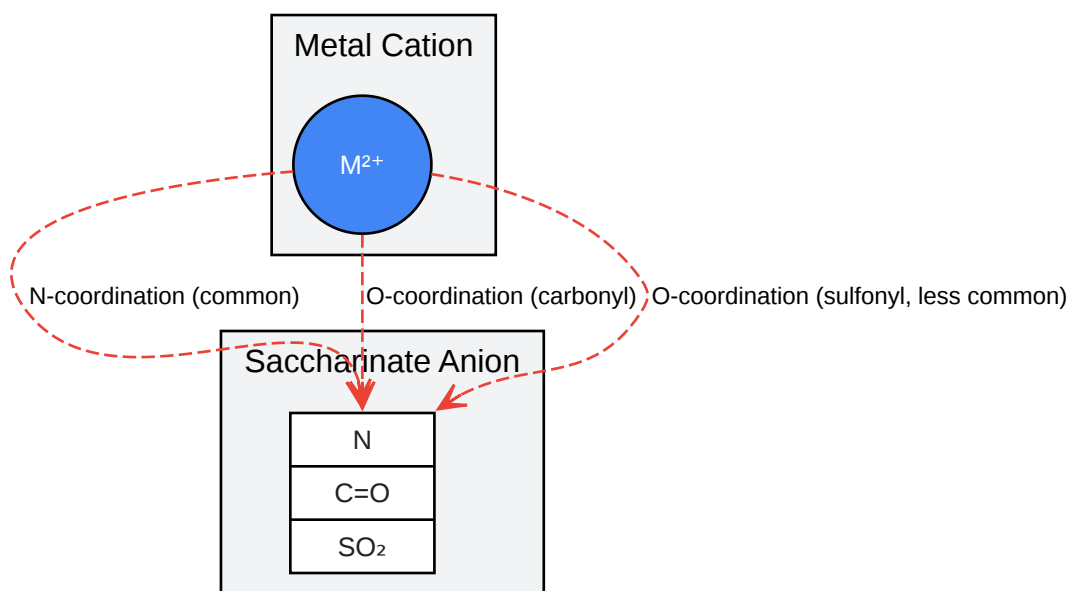 Metal Cation
M²⁺
N-coordination (common)
O-coordination (carbonyl)
O-coordination (sulfonyl, less common)
Saccharinate Anion
N
C=O
SO₂